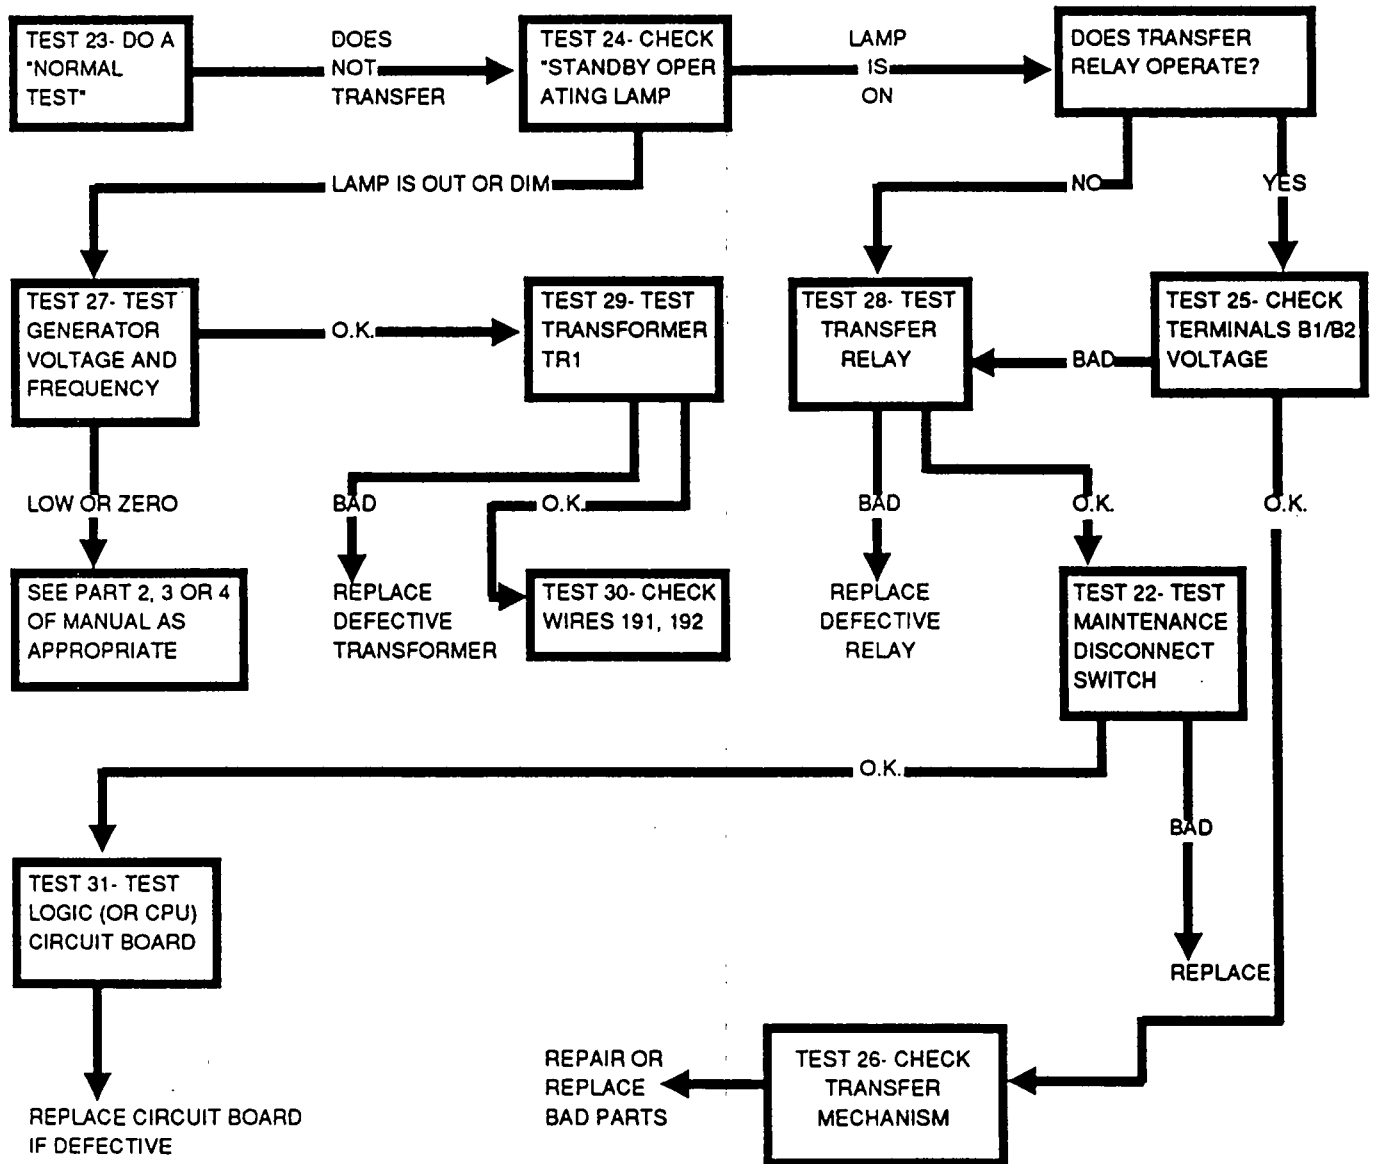 TEST 23- DO A
"NORMAL
TEST"
DOES
NOT
TRANSFER
TEST 24- CHECK
"STANDBY OPER
ATING LAMP
LAMP
IS
ON
DOES TRANSFER
RELAY OPERATE?
LAMP IS OUT OR DIM
NO
YES
TEST 27- TEST
GENERATOR
VOLTAGE AND
FREQUENCY
O.K.
TEST 29- TEST
TRANSFORMER
TR1
TEST 28- TEST
TRANSFER
RELAY
BAD
TEST 25- CHECK
TERMINALS B1/B2
VOLTAGE
LOW OR ZERO
BAD
O.K.
BAD
O.K.
O.K.
SEE PART 2, 3 OR 4
OF MANUAL AS
APPROPRIATE
REPLACE
DEFECTIVE
TRANSFORMER
TEST 30- CHECK
WIRES 191, 192
REPLACE
DEFECTIVE
RELAY
TEST 22- TEST
MAINTENANCE
DISCONNECT
SWITCH
O.K.
BAD
TEST 31- TEST
LOGIC (OR CPU)
CIRCUIT BOARD
REPLACE
REPAIR OR
REPLACE
BAD PARTS
TEST 26- CHECK
TRANSFER
MECHANISM
REPLACE CIRCUIT BOARD
IF DEFECTIVE